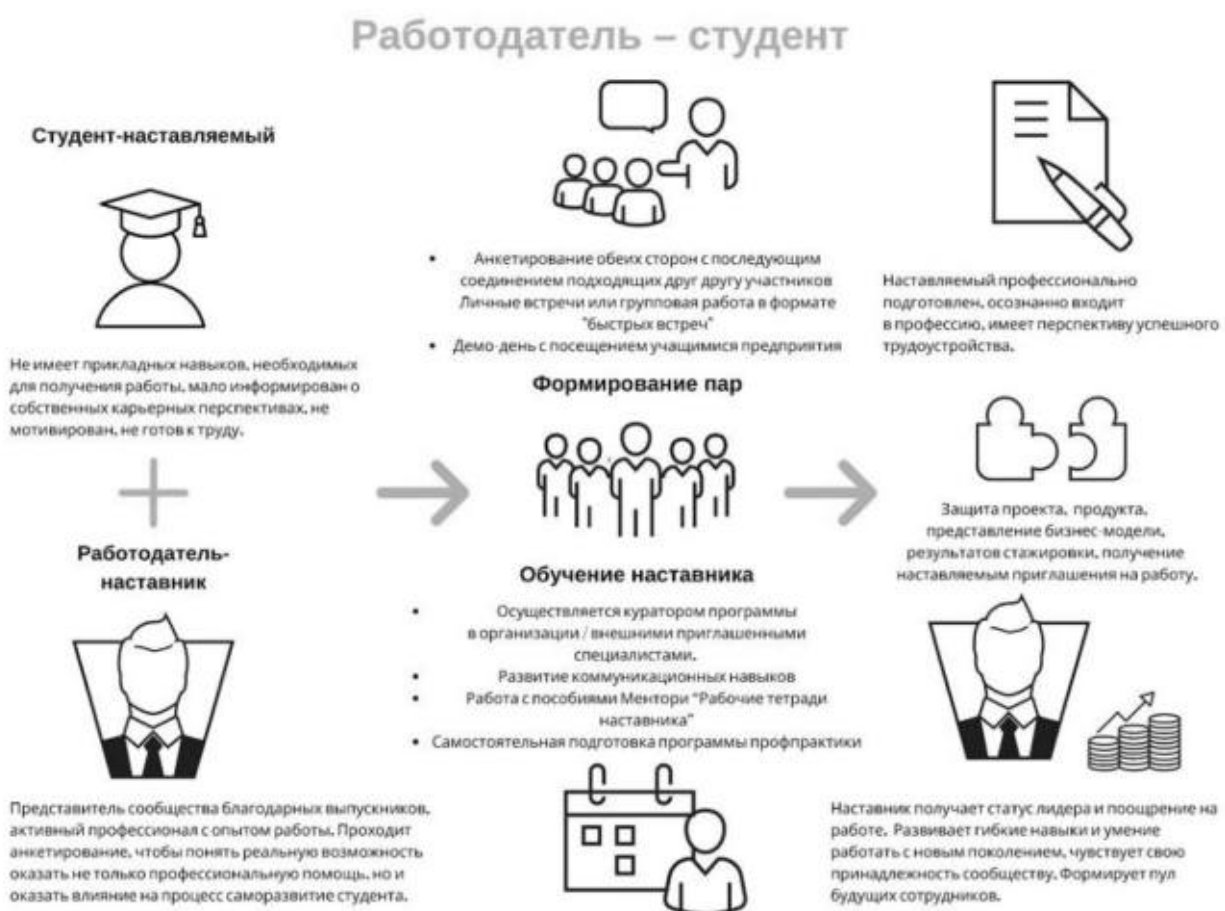 Работодатель – студент
Студент-наставляемый
Не имеет прикладных навыков, необходимых
для получения работы, мало информирован о
собственных карьерных перспективах, не
мотивирован, не готов к труду.
Работодатель-
наставник
Представитель сообщества благодарных выпускников,
активный профессионал с опытом работы. Проходит
анкетирование, чтобы понять реальную возможность
оказать не только профессиональную помощь, но и
оказать влияние на процесс саморазвитие студента.
• Анкетирование обеих сторон с последующим
соединением подходящих друг другу участников
Личные встречи или групповая работа в формате
"быстрых встреч"
• Демо-день с посещением учащимися предприятия
Формирование пар
Обучение наставника
• Осуществляется куратором программы
в организации / внешними приглашенными
специалистами.
• Развитие коммуникационных навыков
• Работа с пособиями Ментори "Рабочие тетради
наставника"
• Самостоятельная подготовка программы профпрактики
Наставляемый профессионально
подготовлен, осознанно входит
в профессию, имеет перспективу успешного
трудоустройства.
Защита проекта, продукта,
представление бизнес-модели,
результатов стажировки, получение
наставляемым приглашения на работу.
Наставник получает статус лидера и поощрение на
работе. Развивает гибкие навыки и умение
работать с новым поколением, чувствует свою
принадлежность сообществу. Формирует пул
будущих сотрудников.